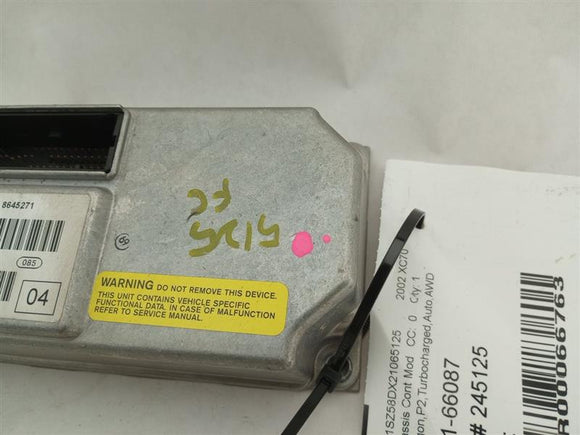 8645271
085
04
WARNING DO NOT REMOVE THIS DEVICE.
THIS UNIT CONTAINS VEHICLE SPECIFIC
FUNCTIONAL DATA. IN CASE OF MALFUNCTION
REFER TO SERVICE MANUAL.
1SZ58DX21065125 2002 XC70
assis Cont Mod CC: 0 Qty: 1
on,P2,Turbocharged,Auto,AWD
1-66087
# 245125
R000066763